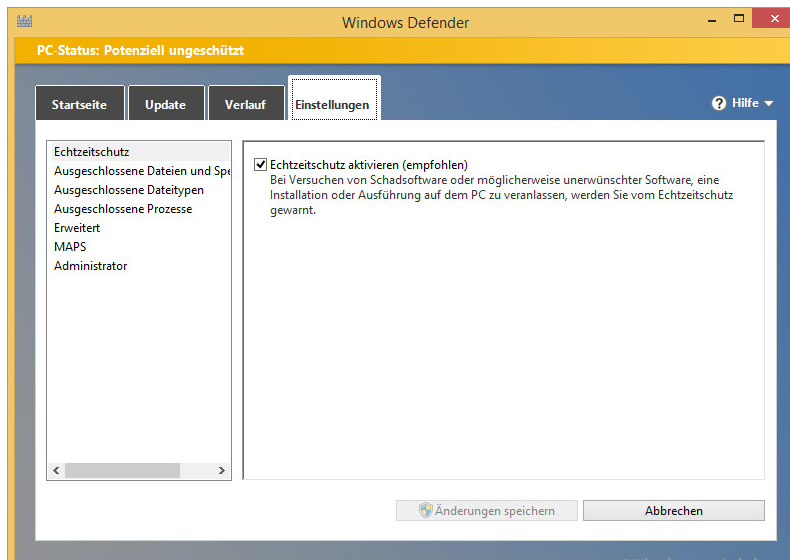 Windows Defender
PC-Status: Potenziell ungeschützt
Startseite
Update
Verlauf
Einstellungen
Hilfe
Echtzeitschutz
Ausgeschlossene Dateien und Spe
Ausgeschlossene Dateitypen
Ausgeschlossene Prozesse
Erweitert
MAPS
Administrator
Echtzeitschutz aktivieren (empfohlen)
Bei Versuchen von Schadsoftware oder möglicherweise unerwünschter Software, eine
Installation oder Ausführung auf dem PC zu veranlassen, werden Sie vom Echtzeitschutz
gewarnt.
Änderungen speichern
Abbrechen